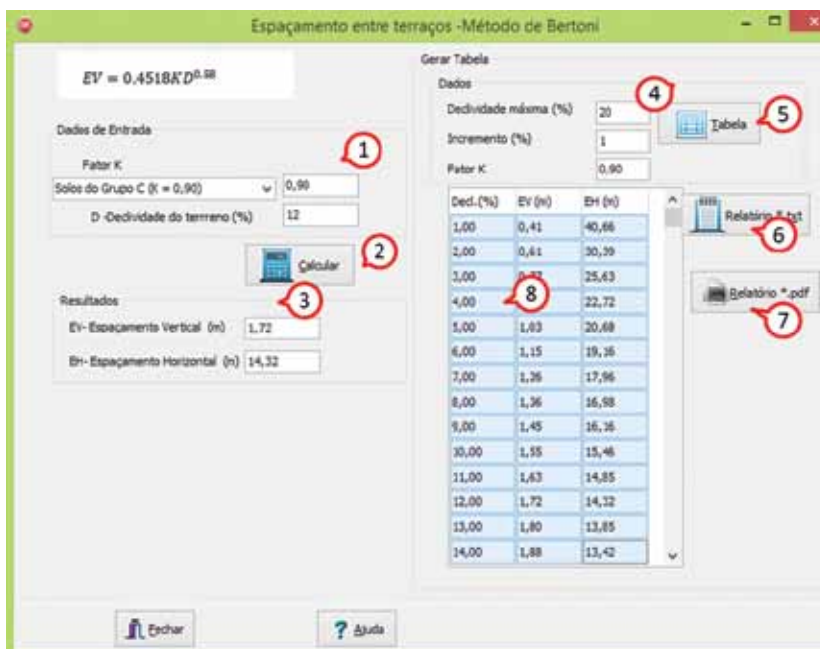 Espaçamento entre terraços -Método de Bertoni
EV = 0.4518KD^0.58
Dados de Entrada
1
Fator K
Solos do Grupo C (K = 0,90)
0,90
D -Declividade do terrreno (%)
12
Calcular
2
Resultados
3
EV- Espaçamento Vertical (m)
1,72
EH- Espaçamento Horizontal (m)
14,32
Gerar Tabela
Dados
4
Declividade máxima (%)
20
Incremento (%)
1
Fator K
0,90
Tabela
5
Decl.(%) EV (m) EH (m)
1,00 0,41 40,66
2,00 0,61 30,39
3,00 25,63
4,00 22,72
8
5,00 1,03 20,68
6,00 1,15 19,16
7,00 1,26 17,96
8,00 1,36 16,98
9,00 1,45 16,16
10,00 1,55 15,46
11,00 1,63 14,85
12,00 1,72 14,32
13,00 1,80 13,85
14,00 1,88 13,42
Relatório *.txt
6
Relatório *.pdf
7
Fechar
? Ajuda